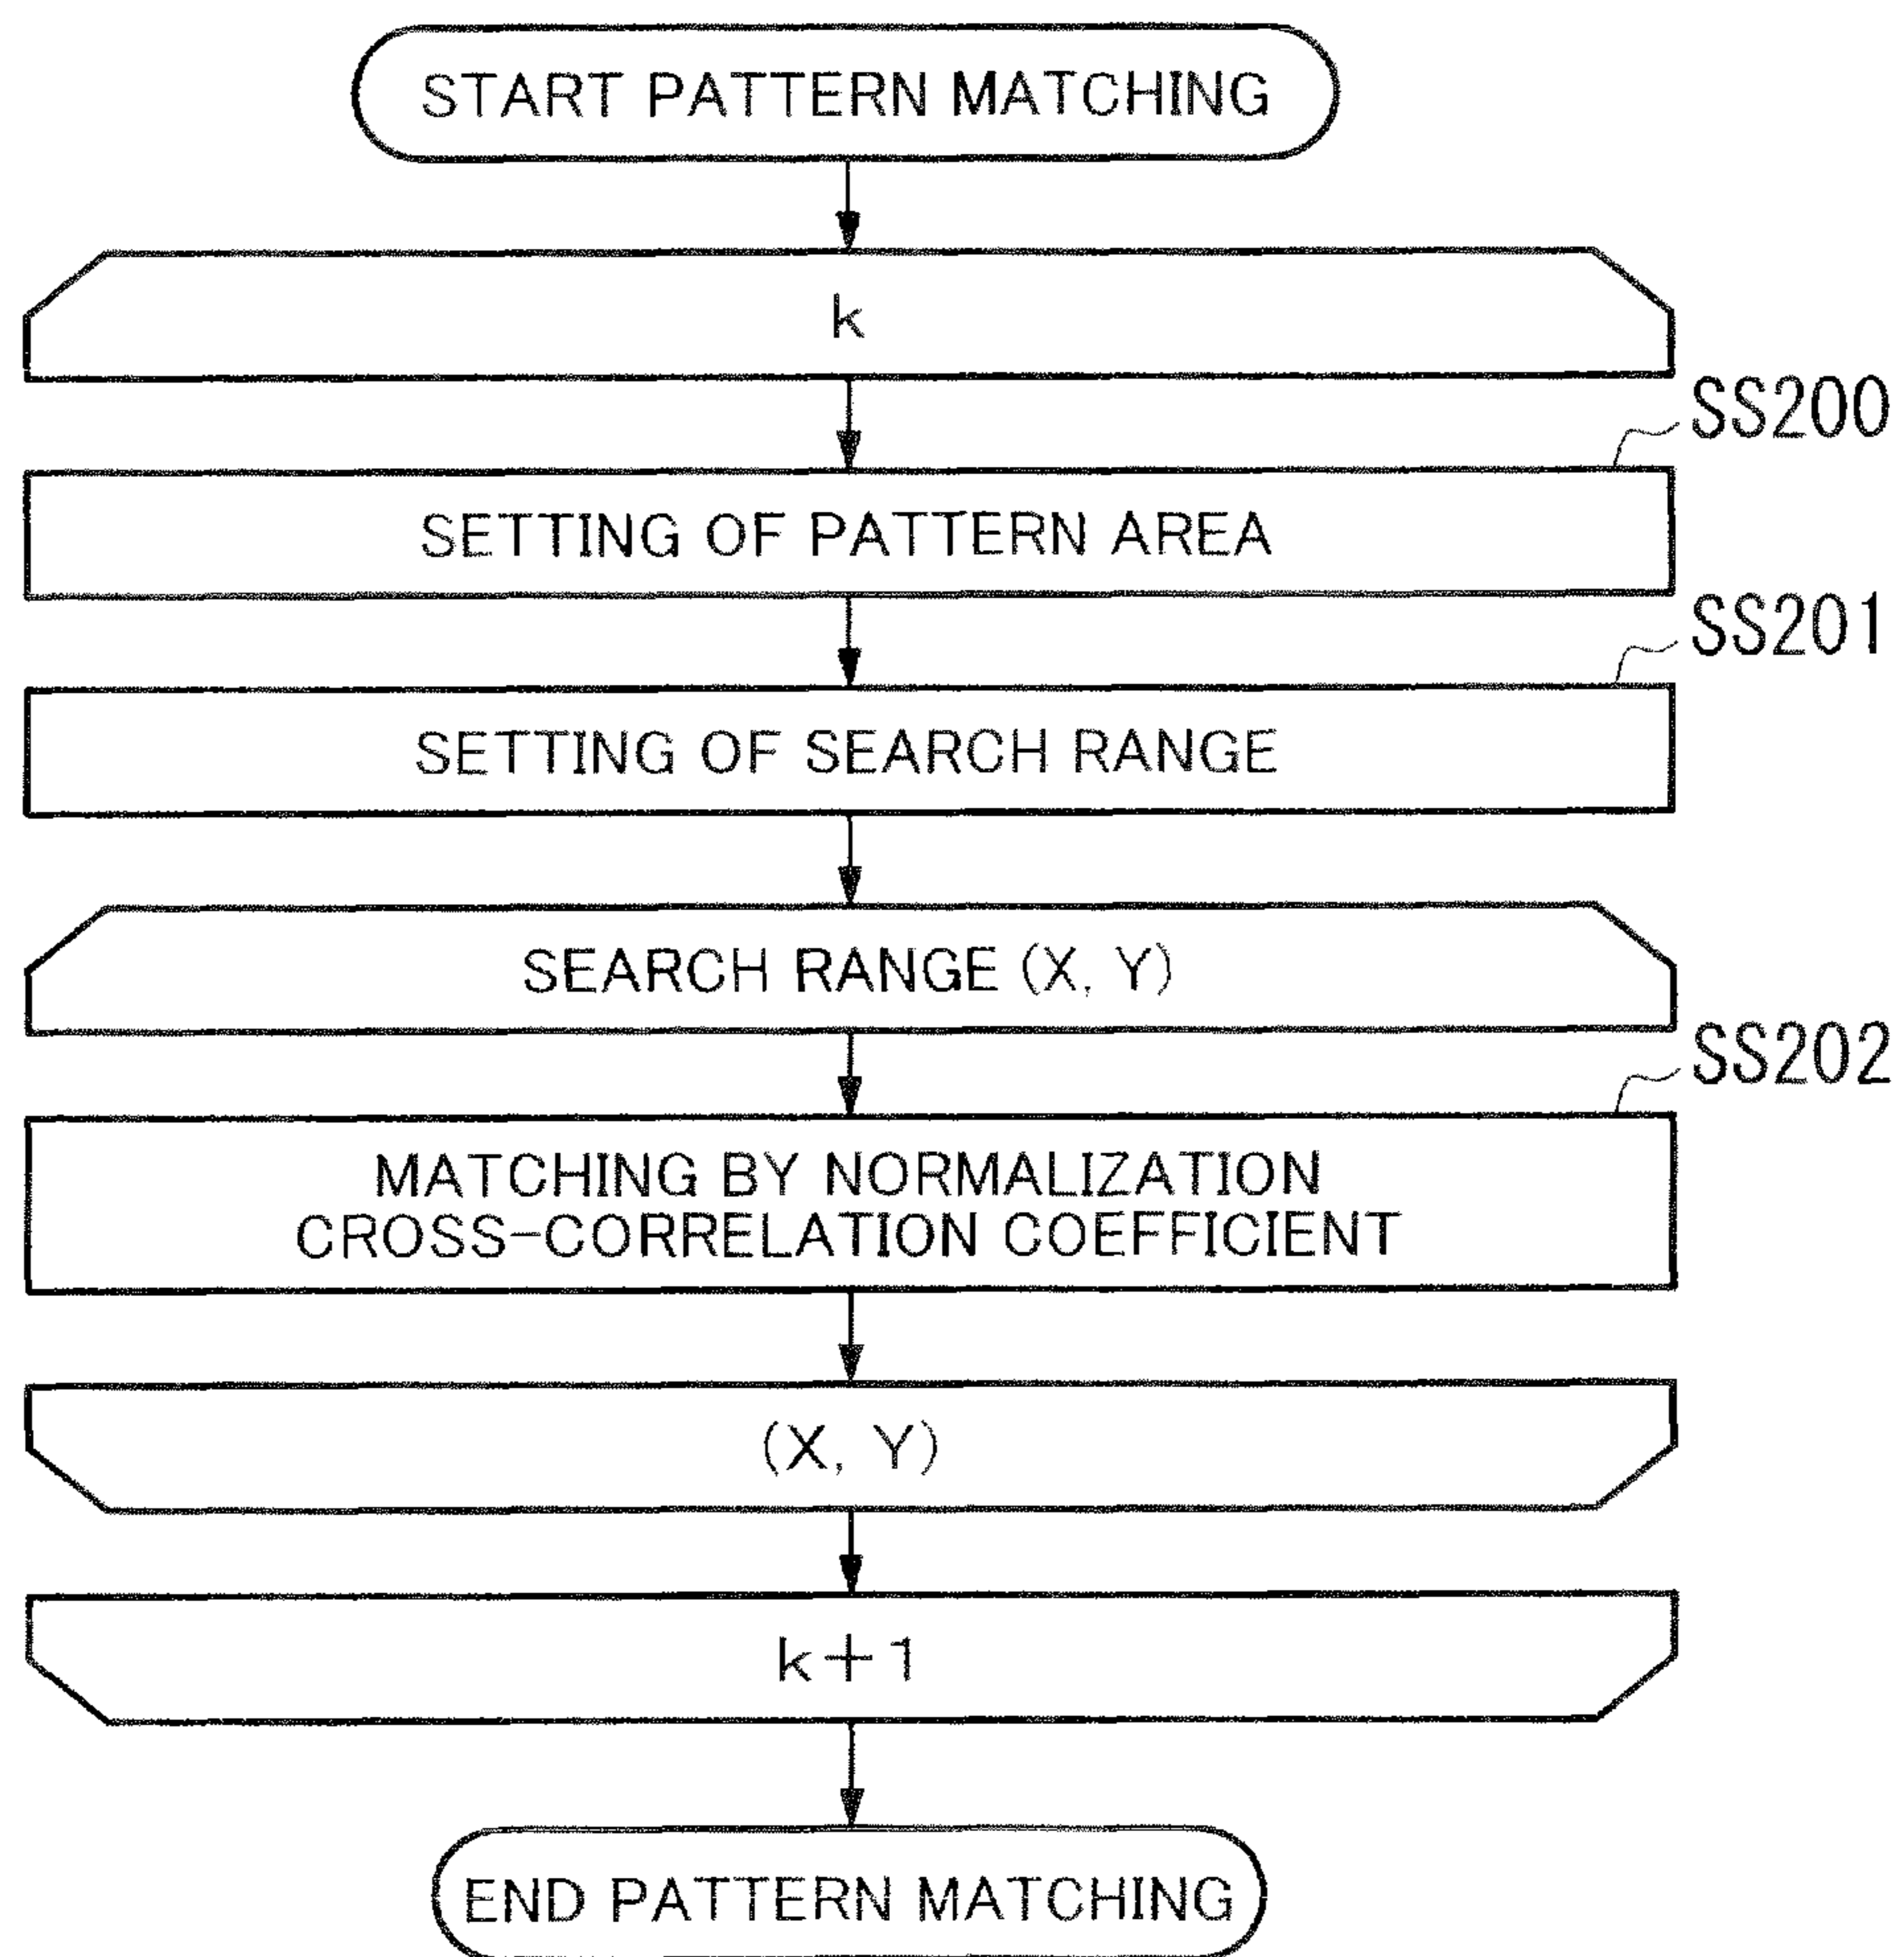 START PATTERN MATCHING
k
SS200
SETTING OF PATTERN AREA
SS201
SETTING OF SEARCH RANGE
SEARCH RANGE (X, Y)
SS202
MATCHING BY NORMALIZATION
CROSS-CORRELATION COEFFICIENT
(X, Y)
k+1
END PATTERN MATCHING